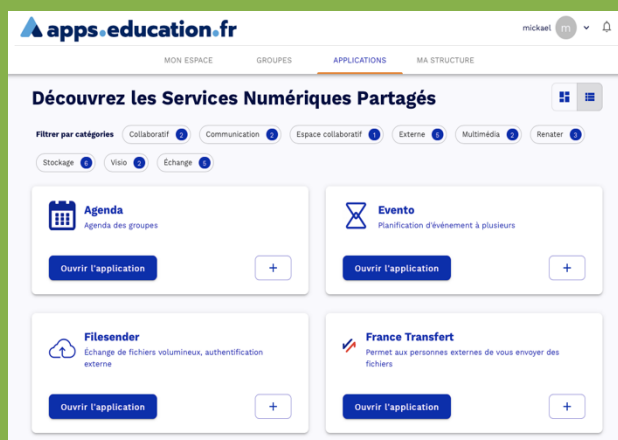 apps.education.fr
mickael m
MON ESPACE GROUPES APPLICATIONS MA STRUCTURE
Découvrez les Services Numériques Partagés
Filtrer par catégories Collaboratif 2 Communication 2 Espace collaboratif 1 Externe 5 Multimédia 2 Renater 3
Stockage 6 Visio 2 Échange 5
Agenda
Agenda des groupes
Ouvrir l'application +
Evento
Planification d'événement à plusieurs
Ouvrir l'application +
Filesender
Échange de fichiers volumineux, authentification
externe
Ouvrir l'application +
France Transfert
Permet aux personnes externes de vous envoyer des
fichiers
Ouvrir l'application +